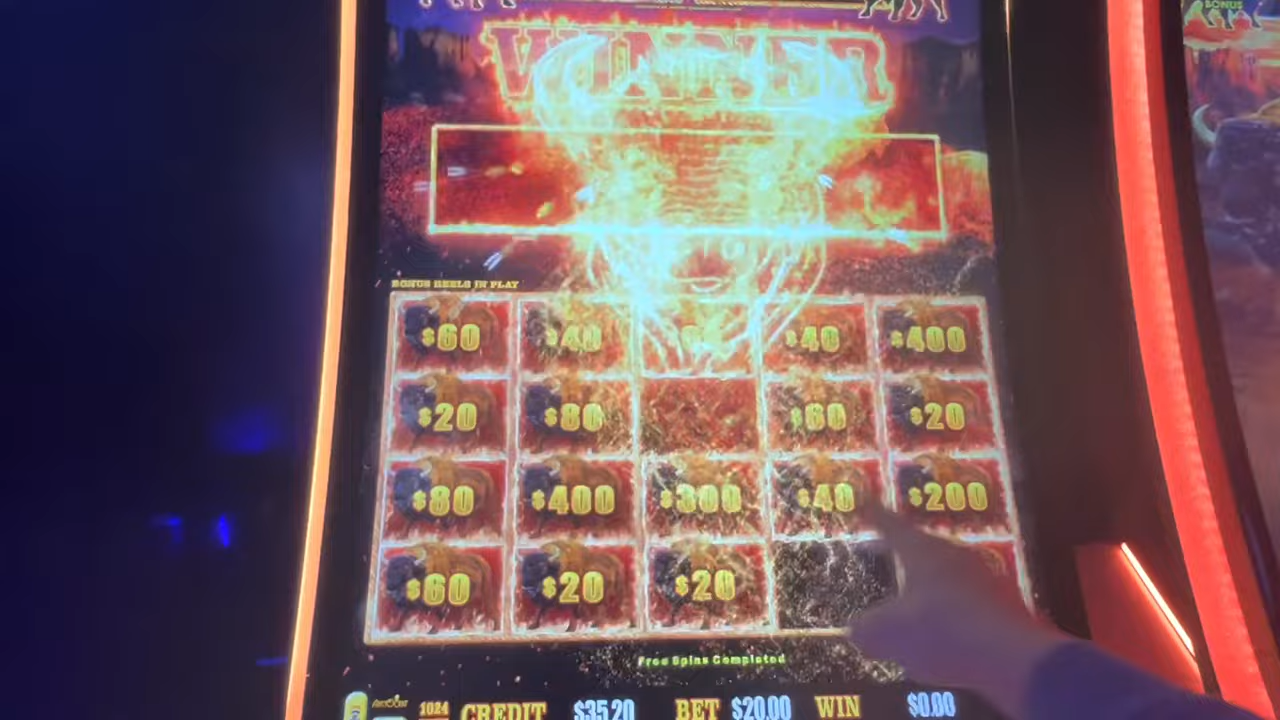 BONUS
WINNER
BONUS REELS IN PLAY
$60 $40 $40 $400
$20 $80 $60 $20
$80 $400 $300 $40 $200
$60 $20 $20
Free Spins Completed
1024 CREDIT $35.20 BET $20.00 WIN $0.00